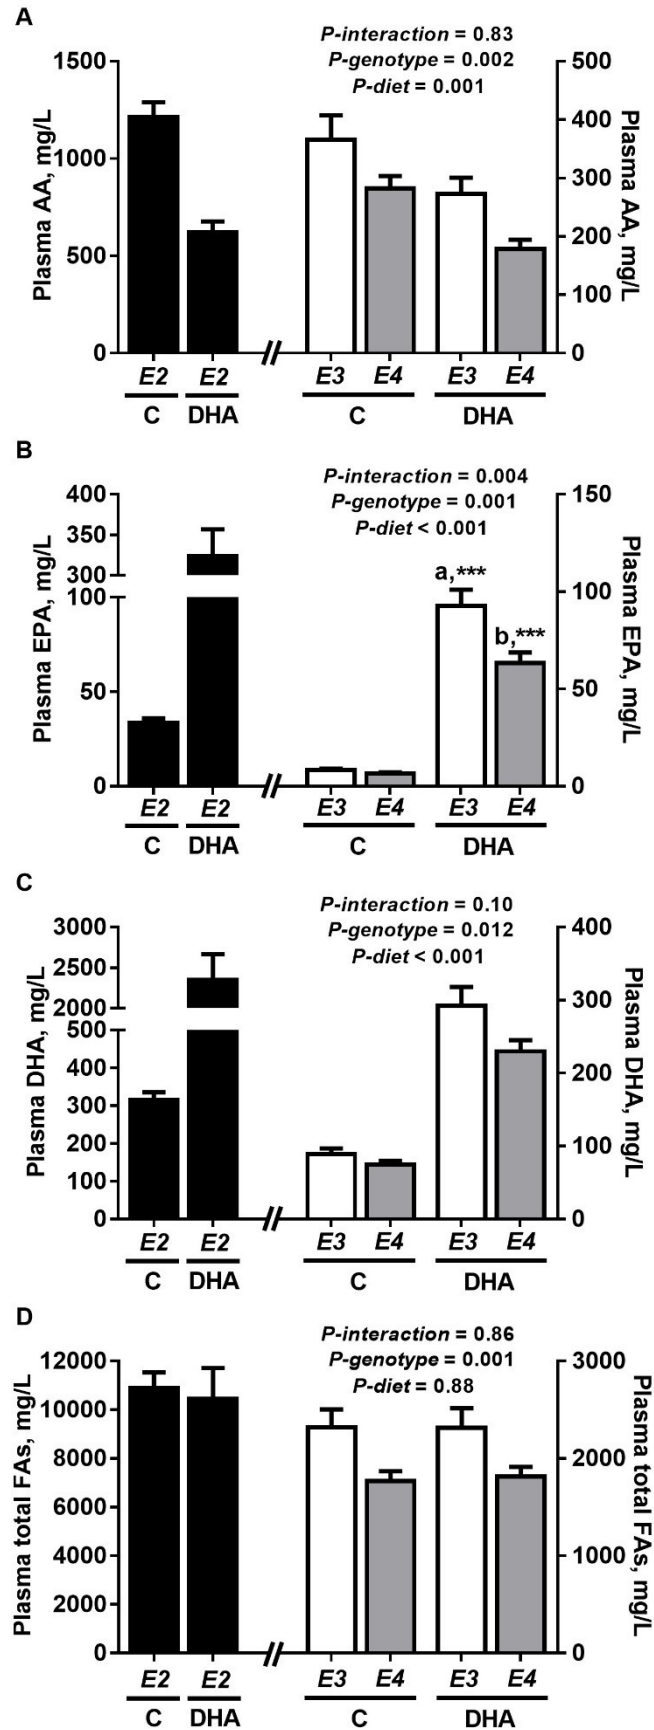 A
P-interaction = 0.83
P-genotype = 0.002
P-diet = 0.001
Plasma AA, mg/L
1500
1000
500
0
500
400
300
200
100
0
Plasma AA, mg/L
E2 E2 E3 E4 E3 E4
C DHA C DHA
B
P-interaction = 0.004
P-genotype = 0.001
P-diet < 0.001
Plasma EPA, mg/L
400
350
300
100
50
0
a,***
b,***
150
100
50
0
Plasma EPA, mg/L
E2 E2 E3 E4 E3 E4
C DHA C DHA
C
P-interaction = 0.10
P-genotype = 0.012
P-diet < 0.001
Plasma DHA, mg/L
3000
2500
2000
500
400
300
200
100
0
400
300
200
100
0
Plasma DHA, mg/L
E2 E2 E3 E4 E3 E4
C DHA C DHA
D
P-interaction = 0.86
P-genotype = 0.001
P-diet = 0.88
Plasma total FAs, mg/L
12000
10000
8000
6000
4000
2000
0
3000
2000
1000
0
Plasma total FAs, mg/L
E2 E2 E3 E4 E3 E4
C DHA C DHA